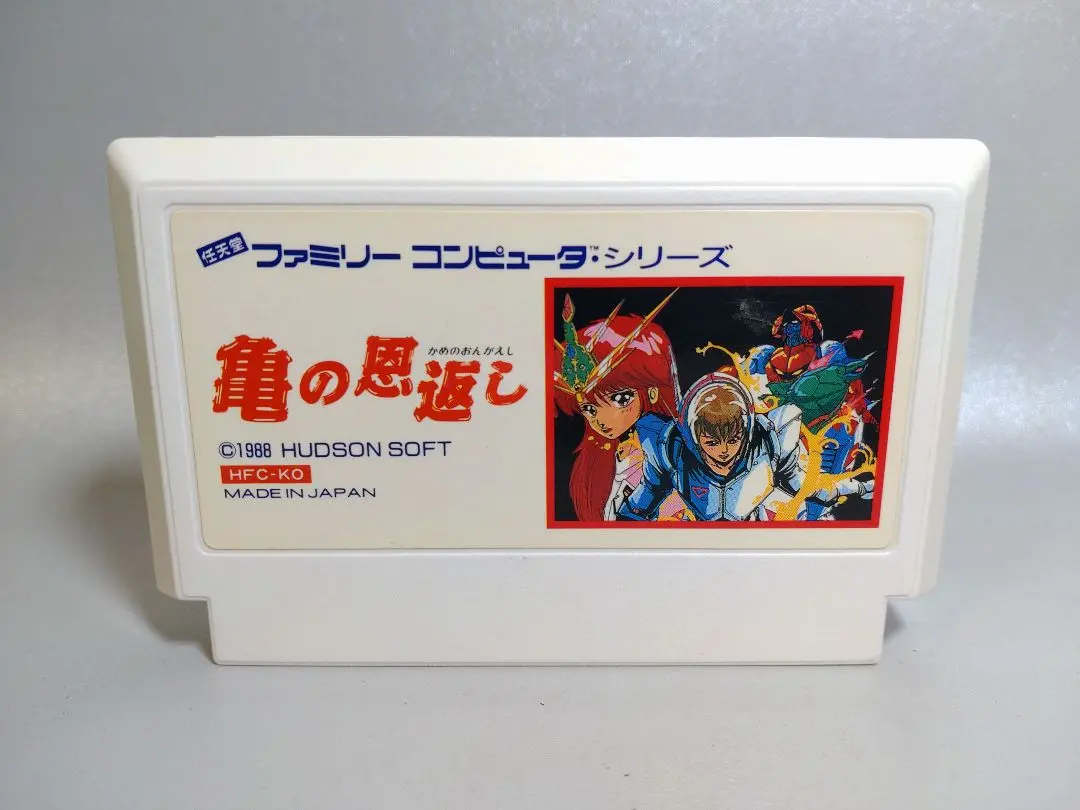 任天堂 ファミリー コンピュータ™・シリーズ
かめのおんがえし
亀の恩返し
©1988 HUDSON SOFT
HFC-KO
MADE IN JAPAN